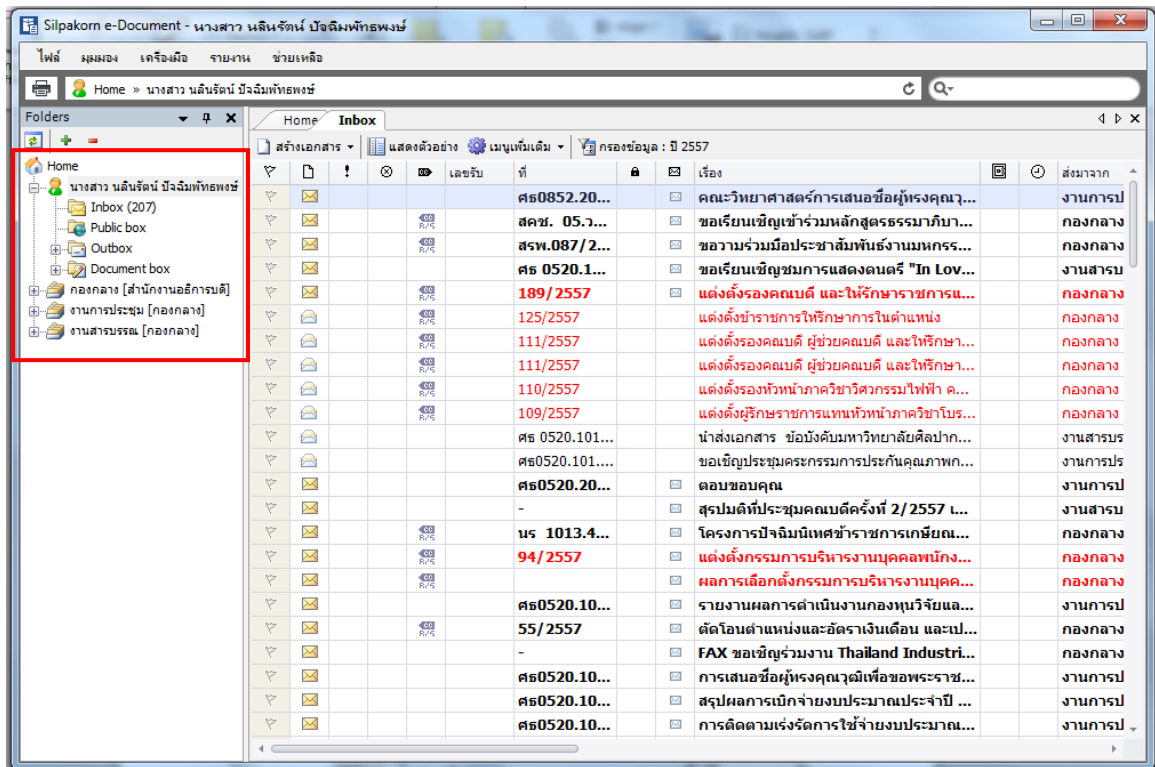 Silpakorn e-Document - นางสาว นลินรัตน์ ปัจฉิมพัทธพงษ์
ไฟล์ มุมมอง เครื่องมือ รายงาน ช่วยเหลือ
Home » นางสาว นลินรัตน์ ปัจฉิมพัทธพงษ์
Folders
Home
นางสาว นลินรัตน์ ปัจฉิมพัทธพงษ์
Inbox (207)
Public box
Outbox
Document box
กองกลาง [สำนักงานอธิการบดี]
งานการประชุม [กองกลาง]
งานสารบรรณ [กองกลาง]
Home Inbox
สร้างเอกสาร แสดงตัวอย่าง เมนูเพิ่มเติม กรองข้อมูล : ปี 2557
เลขรับ ที่ เรื่อง ส่งมาจาก
ศธ0852.20... คณะวิทยาศาสตร์การเสนอชื่อผู้ทรงคุณวุ... งานการป
สคช. 05.ว... ขอเรียนเชิญเข้าร่วมหลักสูตรธรรมาภิบา... กองกลาง
สรพ.087/2... ขอวามร่วมมือประชาสัมพันธ์งานมหกรร... กองกลาง
ศธ 0520.1... ขอเรียนเชิญชมการแสดงดนตรี "In Lov... งานสารบ
189/2557 แต่งตั้งรองคณบดี และให้รักษาราชการแ... กองกลาง
125/2557 แต่งตั้งข้าราชการให้รักษาการในตำแหน่ง กองกลาง
111/2557 แต่งตั้งรองคณบดี ผู้ช่วยคณบดี และให้รักษา... กองกลาง
111/2557 แต่งตั้งรองคณบดี ผู้ช่วยคณบดี และให้รักษา... กองกลาง
110/2557 แต่งตั้งรองหัวหน้าภาควิชาวิศวกรรมไฟฟ้า ค... กองกลาง
109/2557 แต่งตั้งผู้รักษราชการแทนหัวหน้าภาควิชาโบร... กองกลาง
ศธ 0520.101... นำส่งเอกสาร ข้อบังคับมหาวิทยาลัยศิลปาก... งานสารบร
ศธ0520.101.... ขอเชิญประชุมคระกรรมการประกันคุณภาพก... งานการปร
ศธ0520.20... ตอบขอบคุณ งานการป
- สุรปมติที่ประชุมคณบดีครั้งที่ 2/2557 เ... งานสารบ
นร 1013.4... โครงการปัจฉิมนิเทศข้าราชการเกษียณ... กองกลาง
94/2557 แต่งตั้งกรรมการบริหารงานบุคคลพนักง... กองกลาง
ผลการเลือกตั้งกรรมการบริหารงานบุคค... กองกลาง
ศธ0520.10... รายงานผลการดำเนินงานกองทุนวิจัยแล... งานการป
55/2557 ตัดโอนตำแหน่งและอัตราเงินเดือน และเป... กองกลาง
- FAX ขอเชิญร่วมงาน Thailand Industri... กองกลาง
ศธ0520.10... การเสนอชื่อผู้ทรงคุณวุฒิเพื่อขอพระราช... งานการป
ศธ0520.10... สรุปผลการเบิกจ่ายงบประมาณประจำปี ... งานการป
ศธ0520.10... การติดตามเร่งรัดการใช้จ่ายงบประมาณ... งานการป